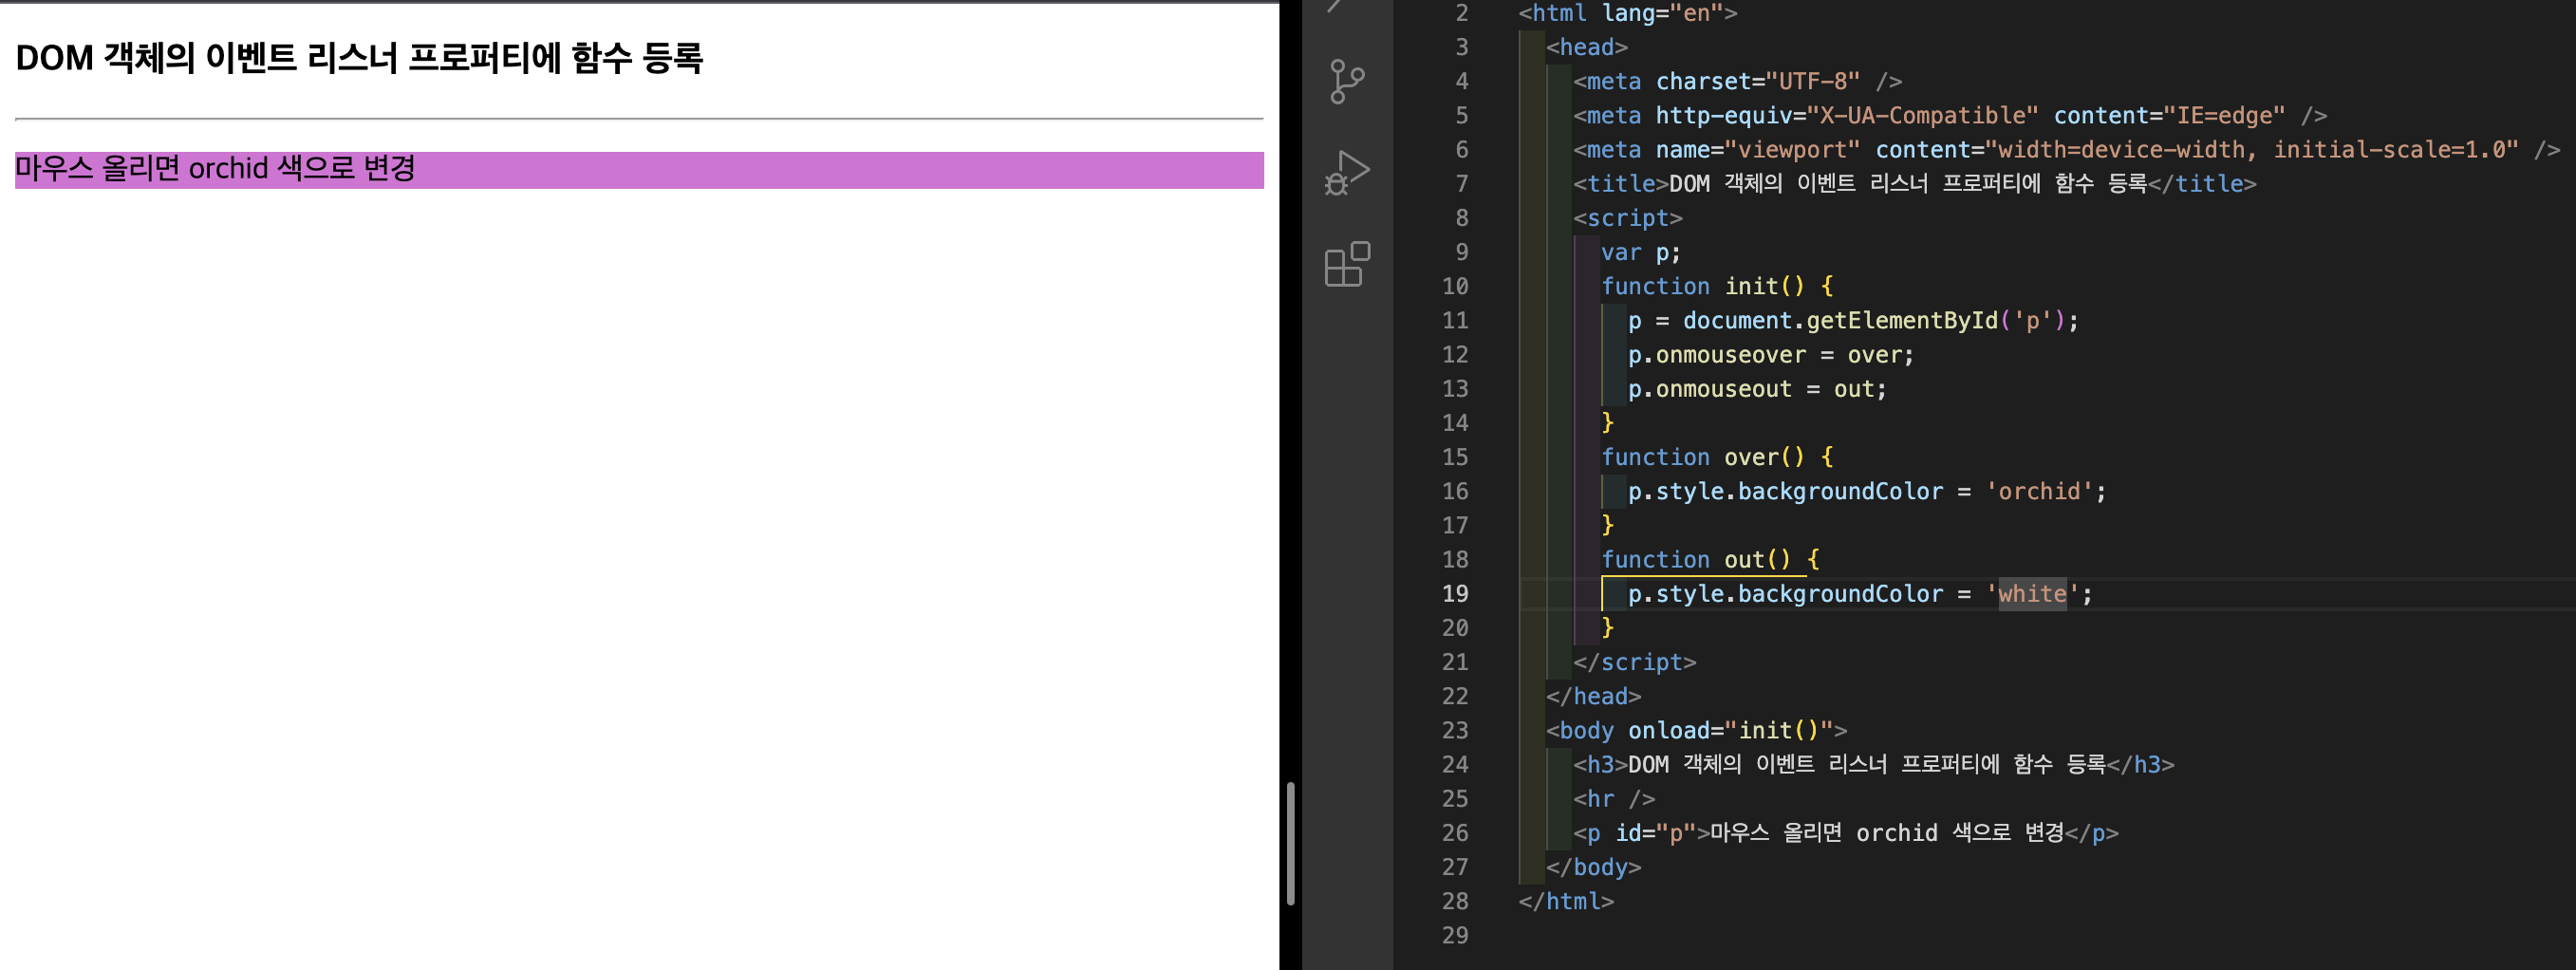 DOM 객체의 이벤트 리스너 프로퍼티에 함수 등록
마우스 올리면 orchid 색으로 변경
2 <html lang="en">
3 <head>
4 <meta charset="UTF-8" />
5 <meta http-equiv="X-UA-Compatible" content="IE=edge" />
6 <meta name="viewport" content="width=device-width, initial-scale=1.0" />
7 <title>DOM 객체의 이벤트 리스너 프로퍼티에 함수 등록</title>
8 <script>
9 var p;
10 function init() {
11 p = document.getElementById('p');
12 p.onmouseover = over;
13 p.onmouseout = out;
14 }
15 function over() {
16 p.style.backgroundColor = 'orchid';
17 }
18 function out() {
19 p.style.backgroundColor = 'white';
20 }
21 </script>
22 </head>
23 <body onload="init()">
24 <h3>DOM 객체의 이벤트 리스너 프로퍼티에 함수 등록</h3>
25 <hr />
26 <p id="p">마우스 올리면 orchid 색으로 변경</p>
27 </body>
28 </html>
29